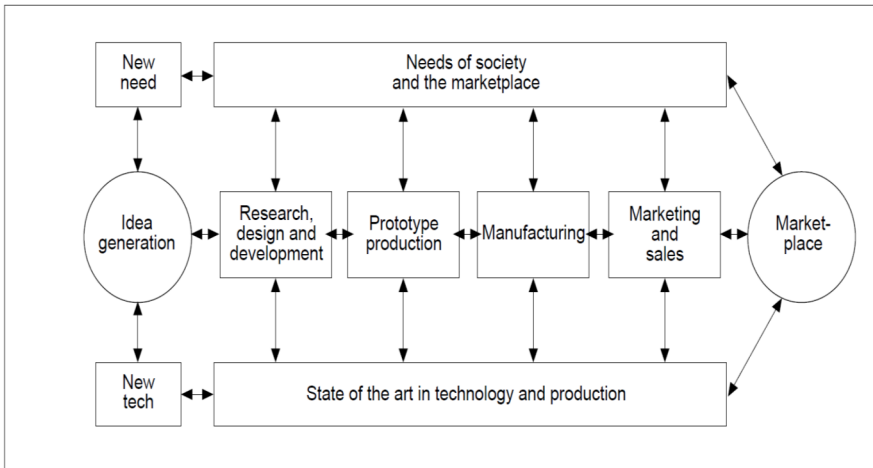 New
need
Needs of society
and the marketplace
Idea
generation
Research,
design and
development
Prototype
production
Manufacturing
Marketing
and
sales
Market-
place
New
tech
State of the art in technology and production